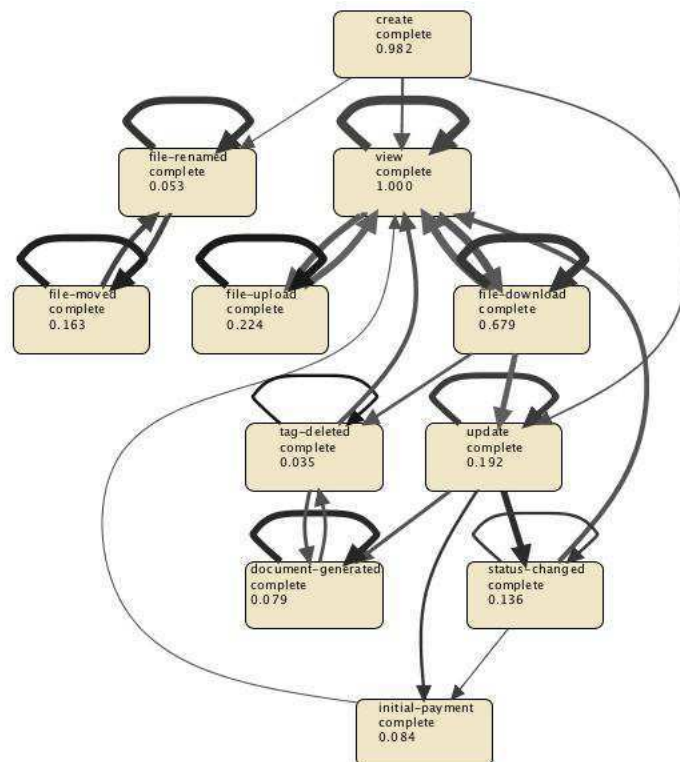 create
complete
0.982
file-renamed
complete
0.053
view
complete
1.000
file-moved
complete
0.163
file-upload
complete
0.224
file-download
complete
0.679
tag-deleted
complete
0.035
update
complete
0.192
document-generated
complete
0.079
status-changed
complete
0.136
initial-payment
complete
0.084